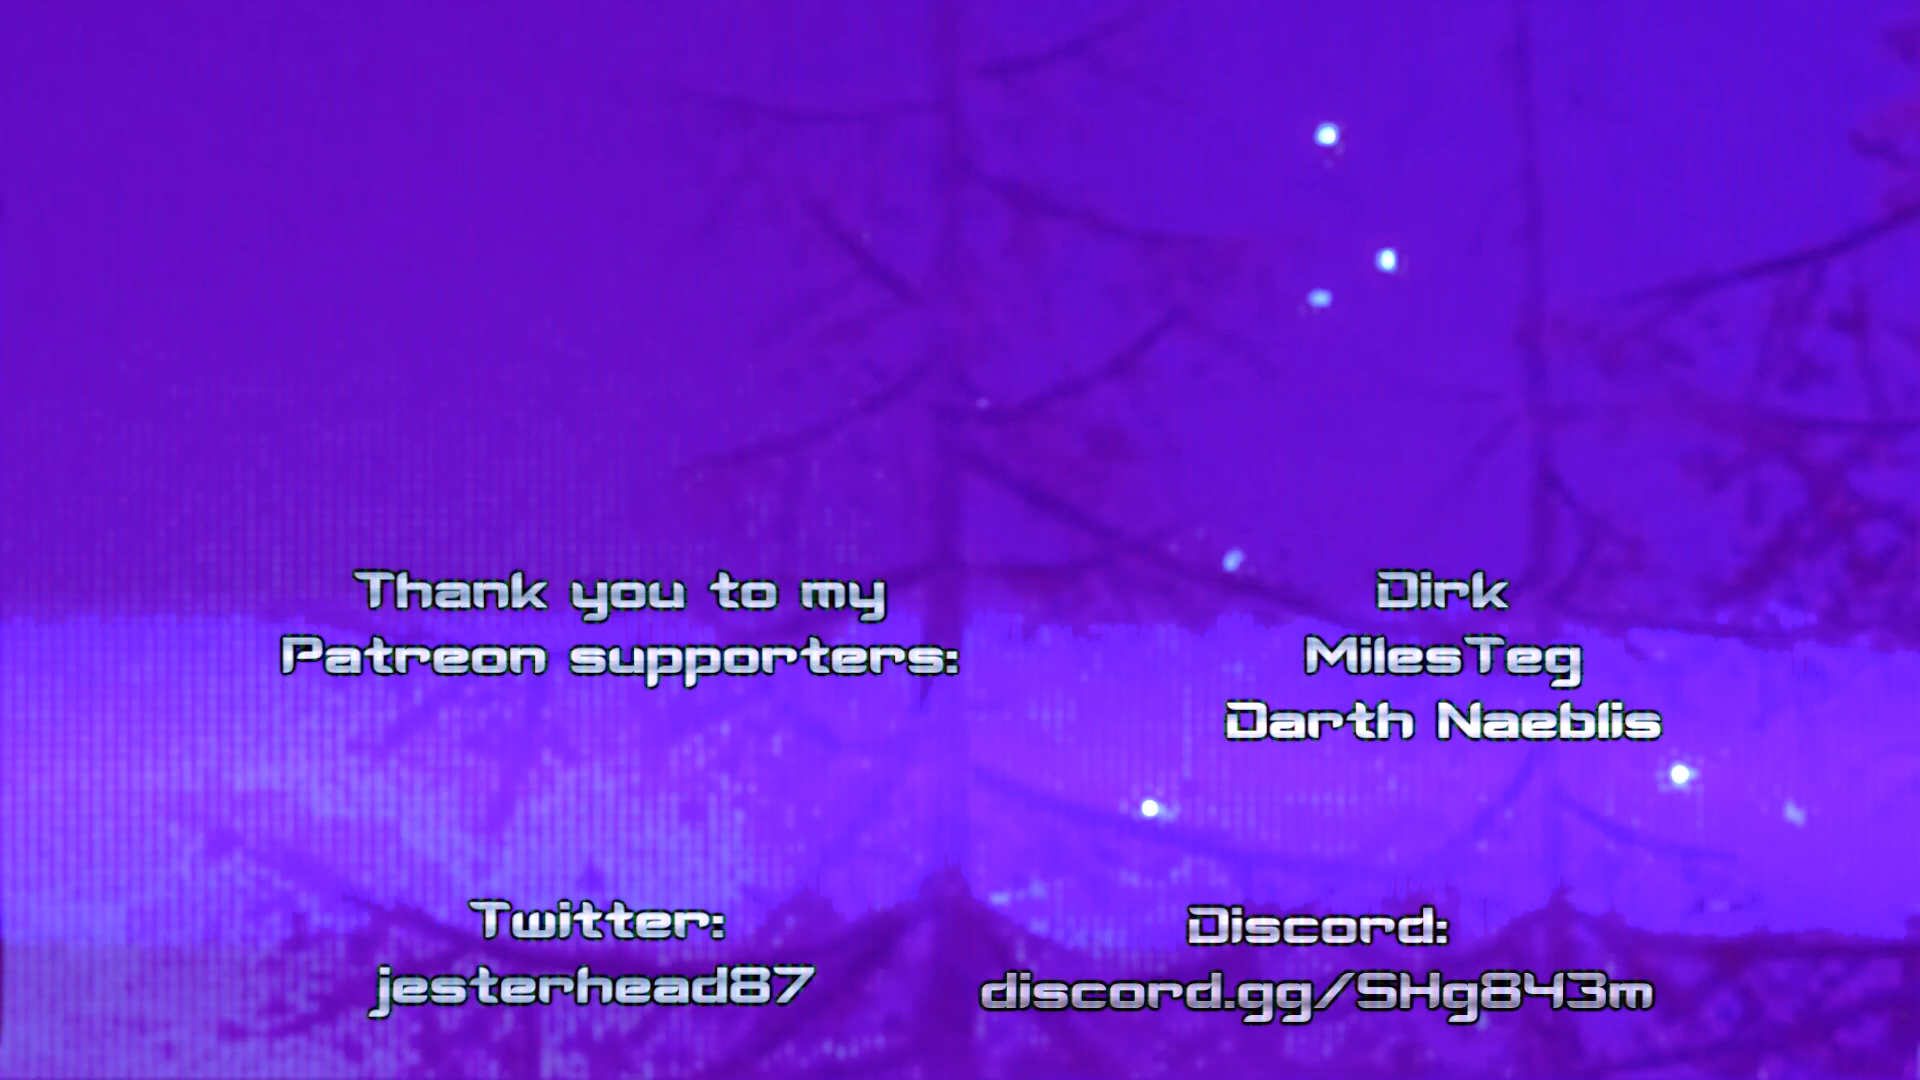 Thank you to my
Patreon supporters:
Dirk
MilesTeg
Darth Naeblis
Twitter:
jesterhead87
Discord:
discord.gg/SHg843m